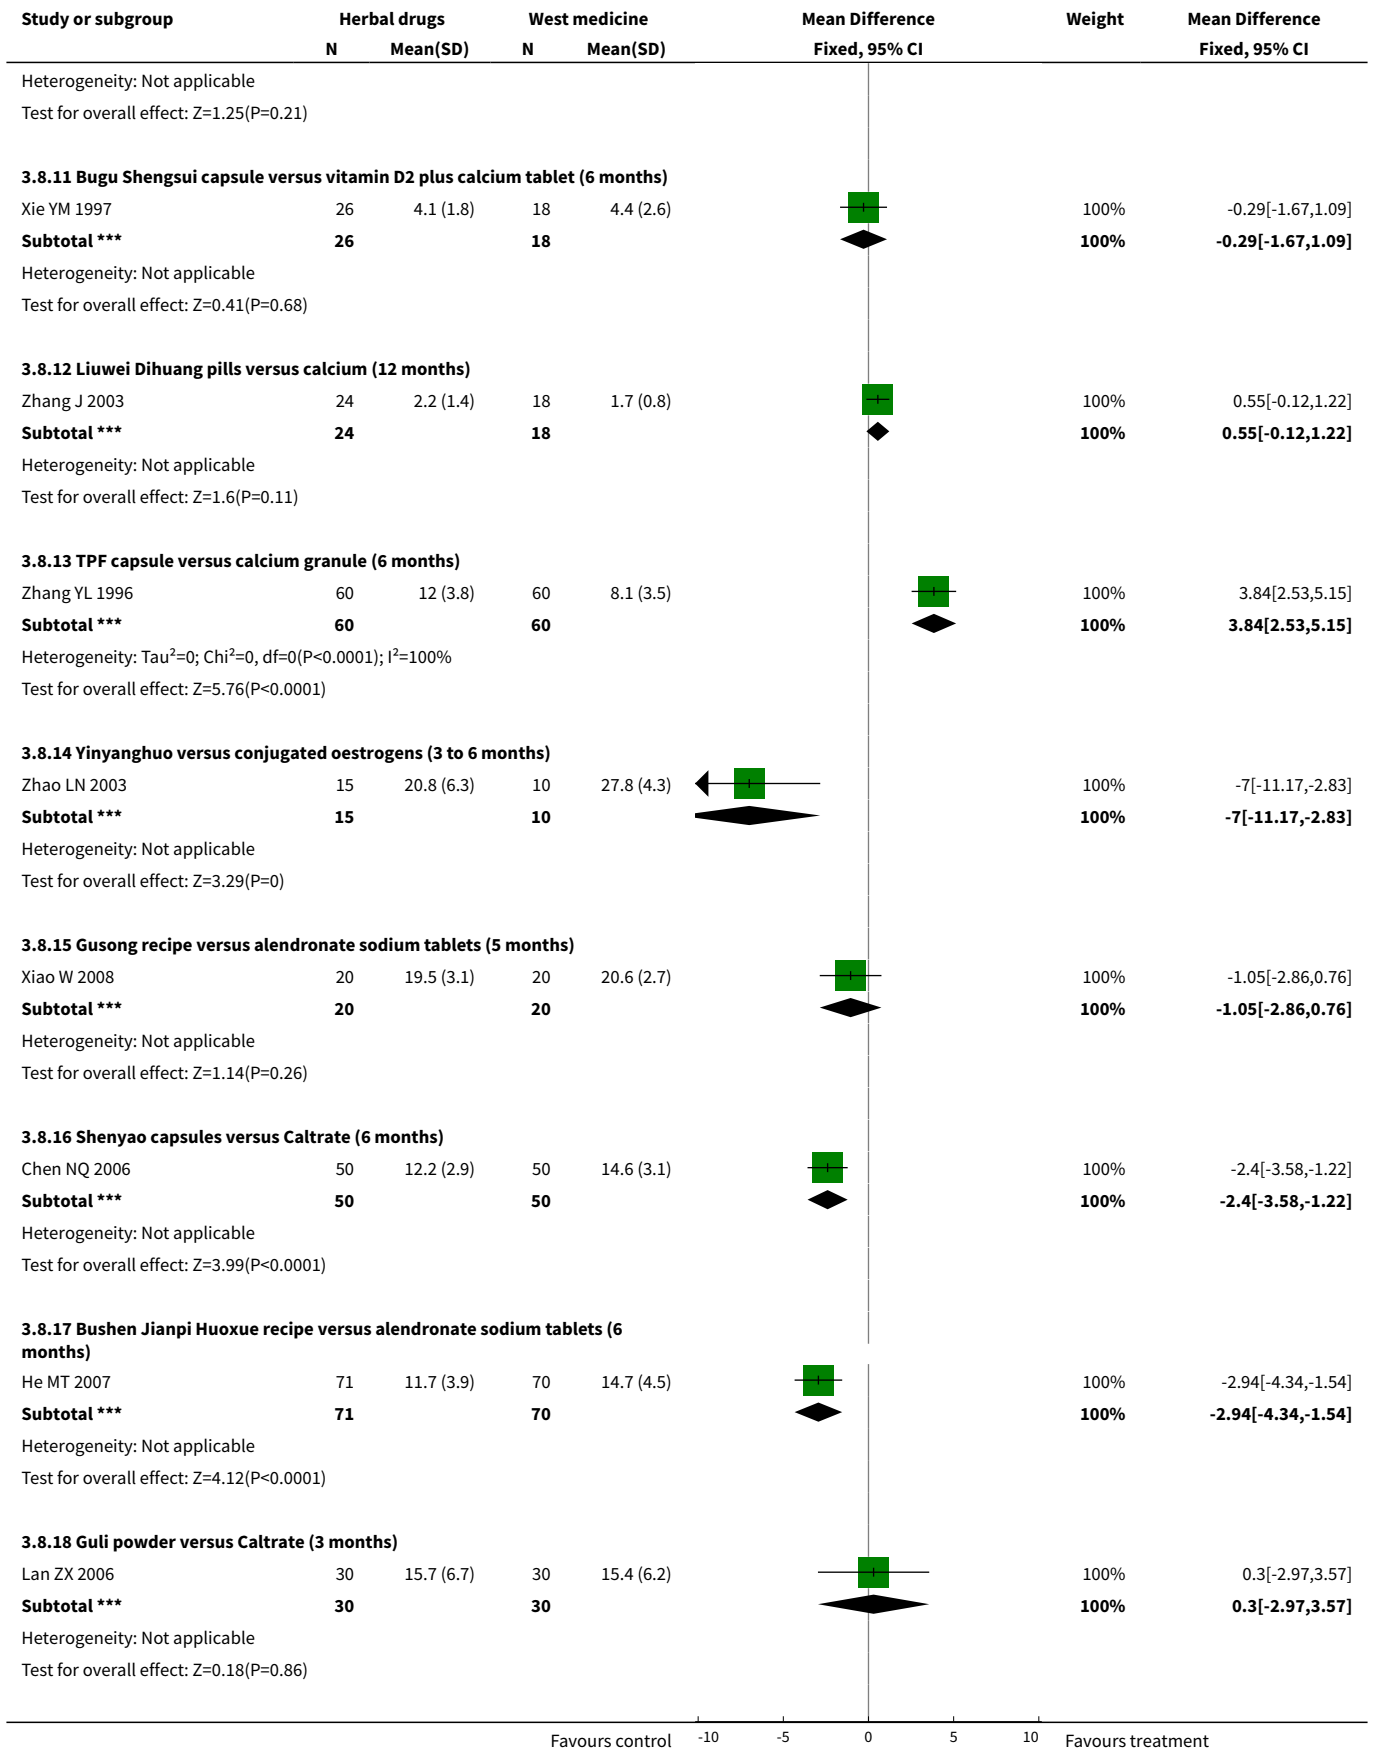 Study or subgroup Herbal drugs West medicine Mean Difference Weight Mean Difference
N Mean(SD) N Mean(SD) Fixed, 95% CI Fixed, 95% CI
Heterogeneity: Not applicable
Test for overall effect: Z=1.25(P=0.21)
3.8.11 Bugu Shengsui capsule versus vitamin D2 plus calcium tablet (6 months)
Xie YM 1997 26 4.1 (1.8) 18 4.4 (2.6) 100% -0.29[-1.67,1.09]
Subtotal *** 26 18 100% -0.29[-1.67,1.09]
Heterogeneity: Not applicable
Test for overall effect: Z=0.41(P=0.68)
3.8.12 Liuwei Dihuang pills versus calcium (12 months)
Zhang J 2003 24 2.2 (1.4) 18 1.7 (0.8) 100% 0.55[-0.12,1.22]
Subtotal *** 24 18 100% 0.55[-0.12,1.22]
Heterogeneity: Not applicable
Test for overall effect: Z=1.6(P=0.11)
3.8.13 TPF capsule versus calcium granule (6 months)
Zhang YL 1996 60 12 (3.8) 60 8.1 (3.5) 100% 3.84[2.53,5.15]
Subtotal *** 60 60 100% 3.84[2.53,5.15]
Heterogeneity: Tau²=0; Chi²=0, df=0(P<0.0001); I²=100%
Test for overall effect: Z=5.76(P<0.0001)
3.8.14 Yinyanghuo versus conjugated oestrogens (3 to 6 months)
Zhao LN 2003 15 20.8 (6.3) 10 27.8 (4.3) 100% -7[-11.17,-2.83]
Subtotal *** 15 10 100% -7[-11.17,-2.83]
Heterogeneity: Not applicable
Test for overall effect: Z=3.29(P=0)
3.8.15 Gusong recipe versus alendronate sodium tablets (5 months)
Xiao W 2008 20 19.5 (3.1) 20 20.6 (2.7) 100% -1.05[-2.86,0.76]
Subtotal *** 20 20 100% -1.05[-2.86,0.76]
Heterogeneity: Not applicable
Test for overall effect: Z=1.14(P=0.26)
3.8.16 Shenyao capsules versus Caltrate (6 months)
Chen NQ 2006 50 12.2 (2.9) 50 14.6 (3.1) 100% -2.4[-3.58,-1.22]
Subtotal *** 50 50 100% -2.4[-3.58,-1.22]
Heterogeneity: Not applicable
Test for overall effect: Z=3.99(P<0.0001)
3.8.17 Bushen Jianpi Huoxue recipe versus alendronate sodium tablets (6
months)
He MT 2007 71 11.7 (3.9) 70 14.7 (4.5) 100% -2.94[-4.34,-1.54]
Subtotal *** 71 70 100% -2.94[-4.34,-1.54]
Heterogeneity: Not applicable
Test for overall effect: Z=4.12(P<0.0001)
3.8.18 Guli powder versus Caltrate (3 months)
Lan ZX 2006 30 15.7 (6.7) 30 15.4 (6.2) 100% 0.3[-2.97,3.57]
Subtotal *** 30 30 100% 0.3[-2.97,3.57]
Heterogeneity: Not applicable
Test for overall effect: Z=0.18(P=0.86)
Favours control -10 -5 0 5 10 Favours treatment